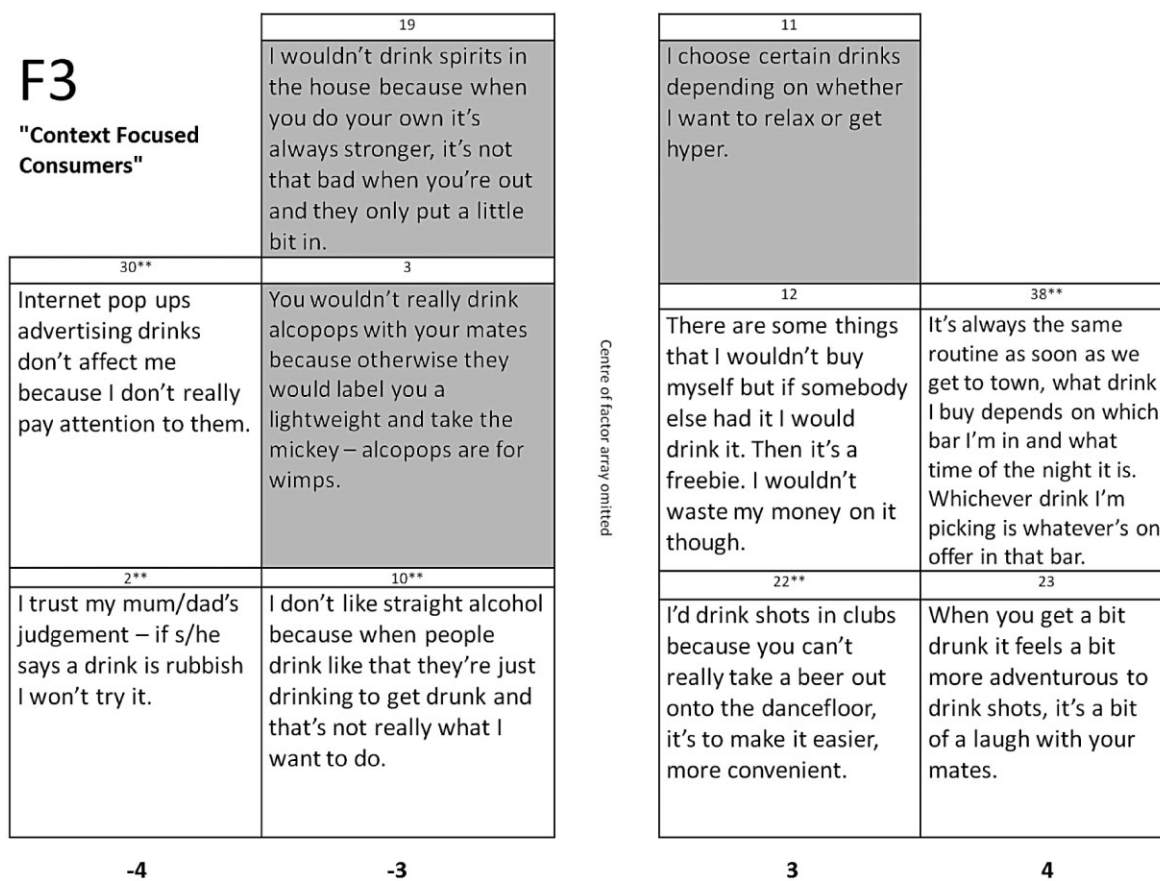 F3
"Context Focused
Consumers"
19
I wouldn't drink spirits in
the house because when
you do your own it's
always stronger, it's not
that bad when you're out
and they only put a little
bit in.
30**
Internet pop ups
advertising drinks
don't affect me
because I don't really
pay attention to them.
3
You wouldn't really drink
alcopops with your mates
because otherwise they
would label you a
lightweight and take the
mickey – alcopops are for
wimps.
2**
I trust my mum/dad's
judgement – if s/he
says a drink is rubbish
I won't try it.
10**
I don't like straight alcohol
because when people
drink like that they're just
drinking to get drunk and
that's not really what I
want to do.
-4
-3
Centre of factor array omitted
11
I choose certain drinks
depending on whether
I want to relax or get
hyper.
12
There are some things
that I wouldn't buy
myself but if somebody
else had it I would
drink it. Then it's a
freebie. I wouldn't
waste my money on it
though.
38**
It's always the same
routine as soon as we
get to town, what drink
I buy depends on which
bar I'm in and what
time of the night it is.
Whichever drink I'm
picking is whatever's on
offer in that bar.
22**
I'd drink shots in clubs
because you can't
really take a beer out
onto the dancefloor,
it's to make it easier,
more convenient.
23
When you get a bit
drunk it feels a bit
more adventurous to
drink shots, it's a bit
of a laugh with your
mates.
3
4